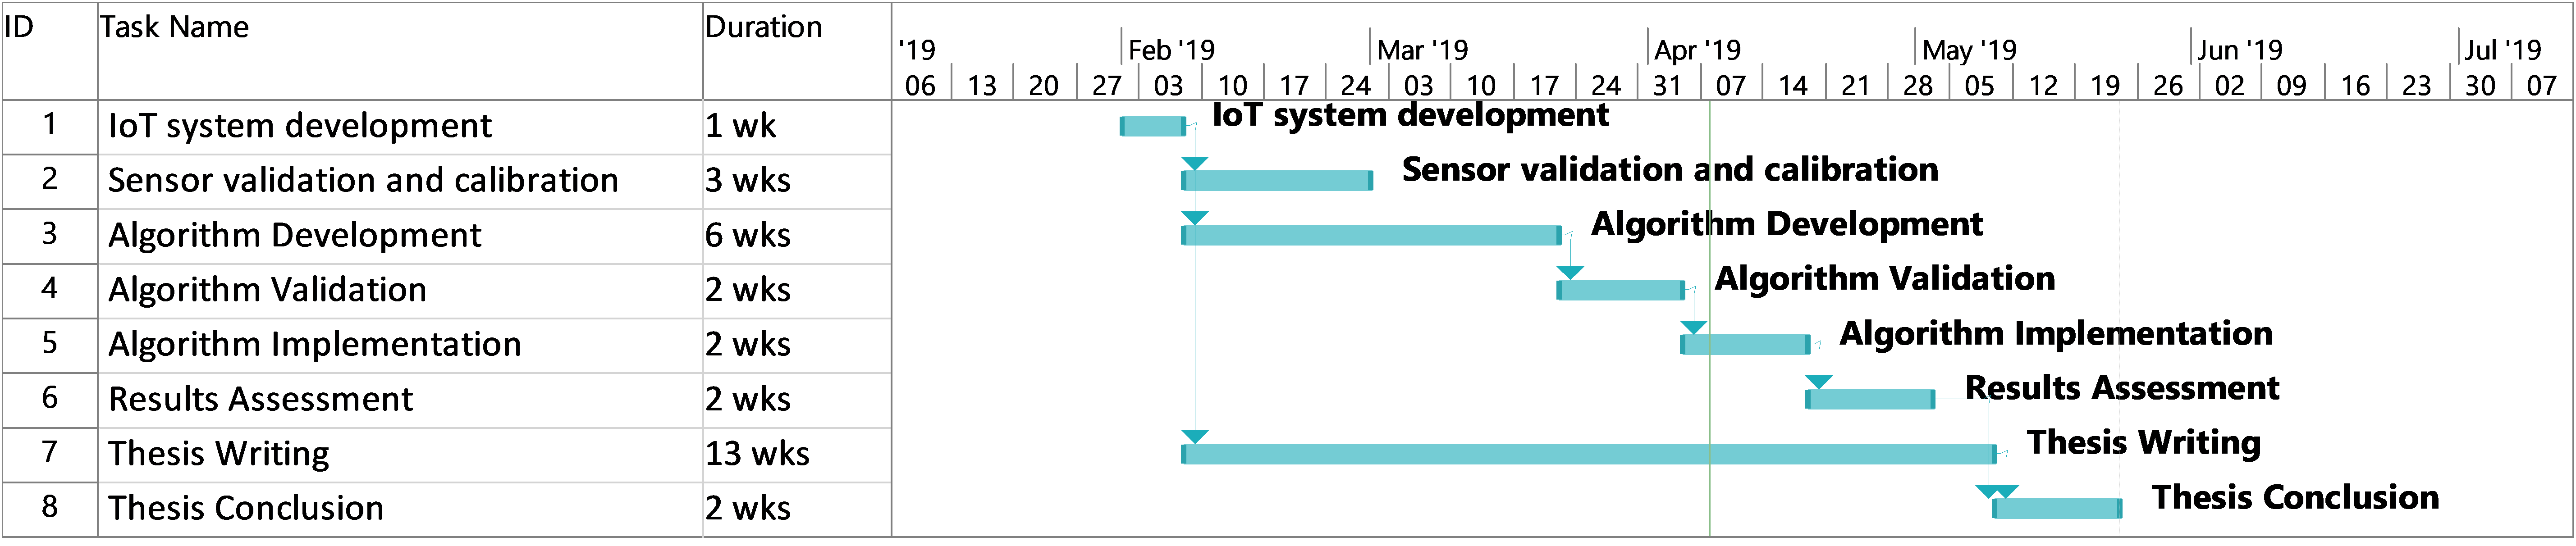 ID Task Name Duration
'19 Feb '19 Mar '19 Apr '19 May '19 Jun '19 Jul '19
06 13 20 27 03 10 17 24 03 10 17 24 31 07 14 21 28 05 12 19 26 02 09 16 23 30 07
1 IoT system development 1 wk IoT system development
2 Sensor validation and calibration 3 wks Sensor validation and calibration
3 Algorithm Development 6 wks Algorithm Development
4 Algorithm Validation 2 wks Algorithm Validation
5 Algorithm Implementation 2 wks Algorithm Implementation
6 Results Assessment 2 wks Results Assessment
7 Thesis Writing 13 wks Thesis Writing
8 Thesis Conclusion 2 wks Thesis Conclusion